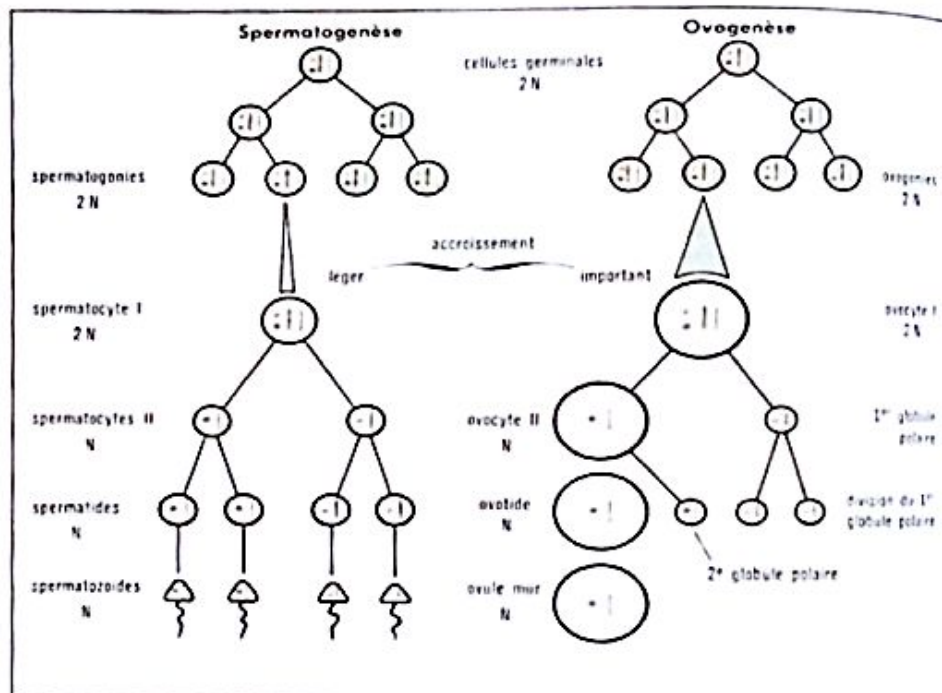 Spermatogenèse
Ovogenèse
cellules germinales
2 N
spermatogonies
2 N
ovogonies
2 N
accroissement
leger
important
spermatocyte I
2 N
ovocyte I
2 N
spermatocytes II
N
ovocyte II
N
1er globule
polaire
spermatides
N
ovotide
N
division du 1er
globule polaire
2e globule polaire
spermatozoides
N
ovule mur
N